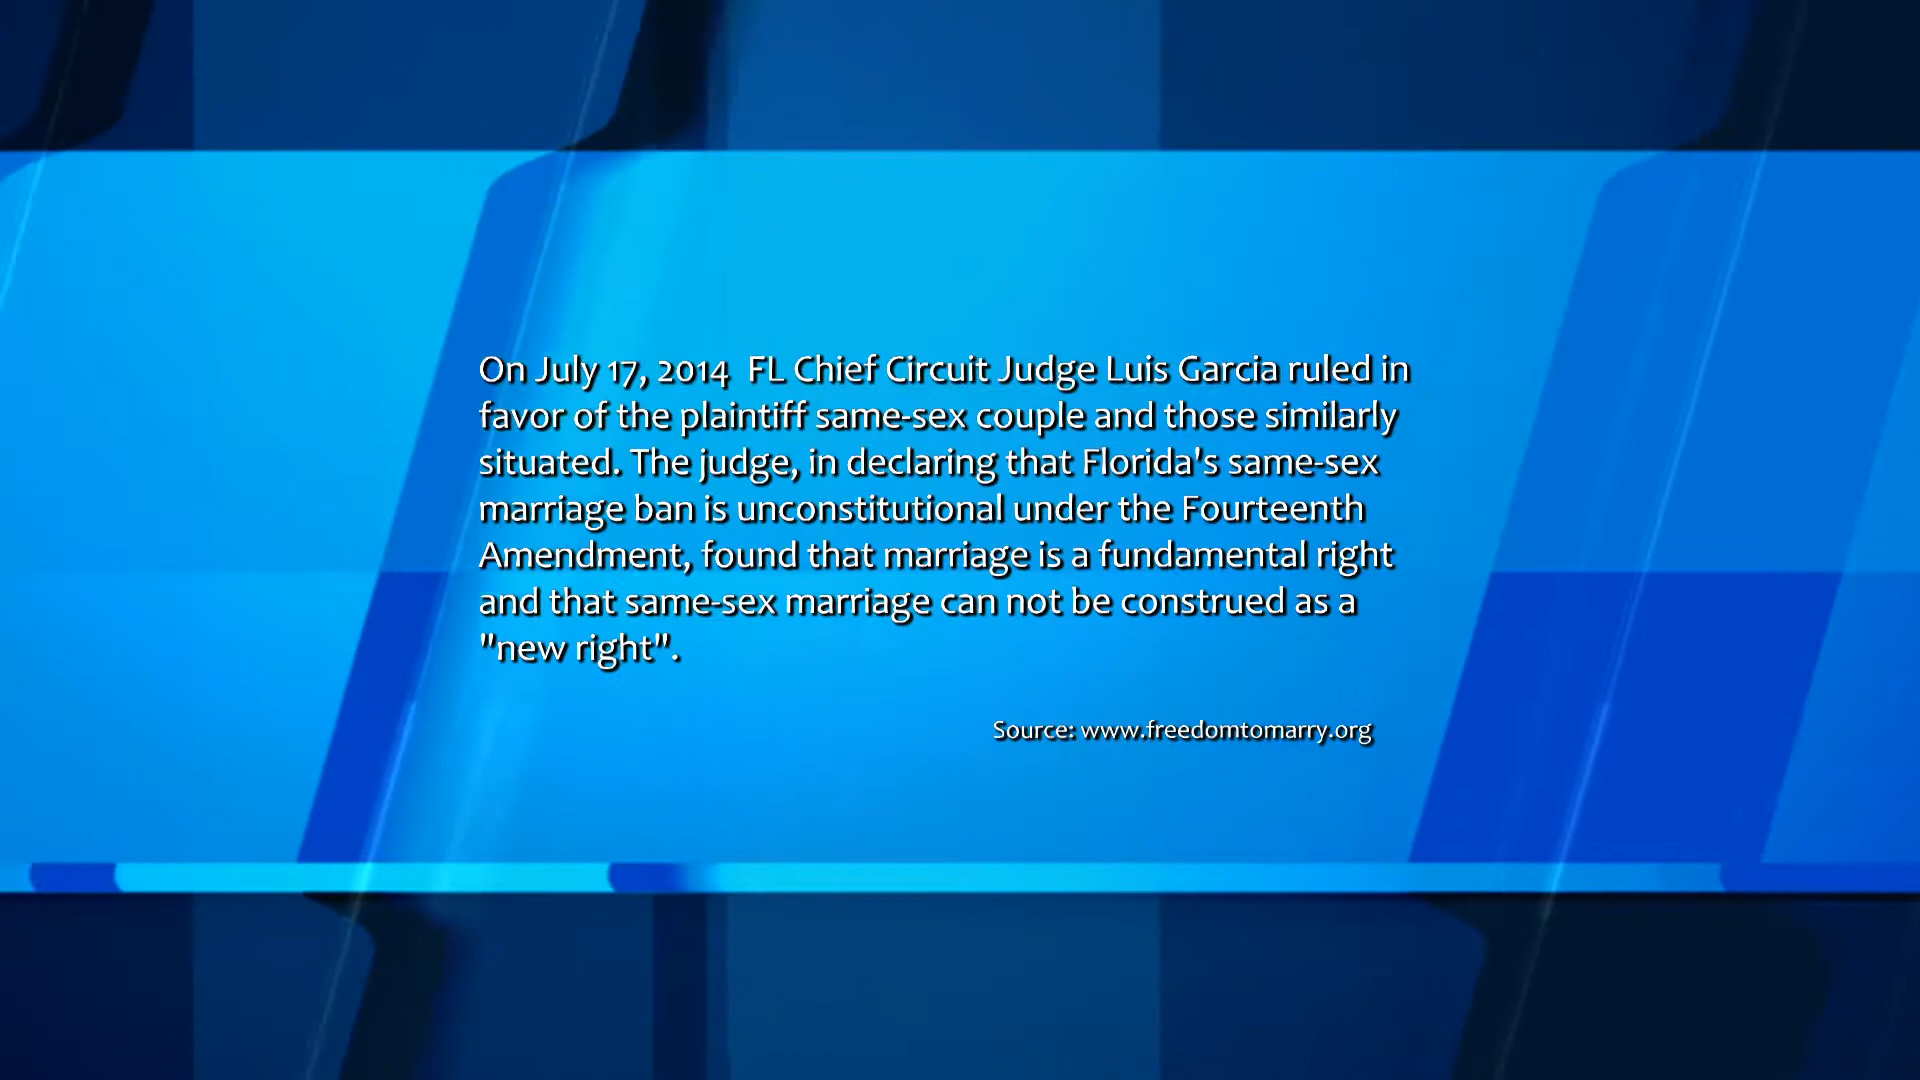 On July 17, 2014  FL Chief Circuit Judge Luis Garcia ruled in
favor of the plaintiff same-sex couple and those similarly
situated. The judge, in declaring that Florida's same-sex
marriage ban is unconstitutional under the Fourteenth
Amendment, found that marriage is a fundamental right
and that same-sex marriage can not be construed as a
"new right".
Source: www.freedomtomarry.org